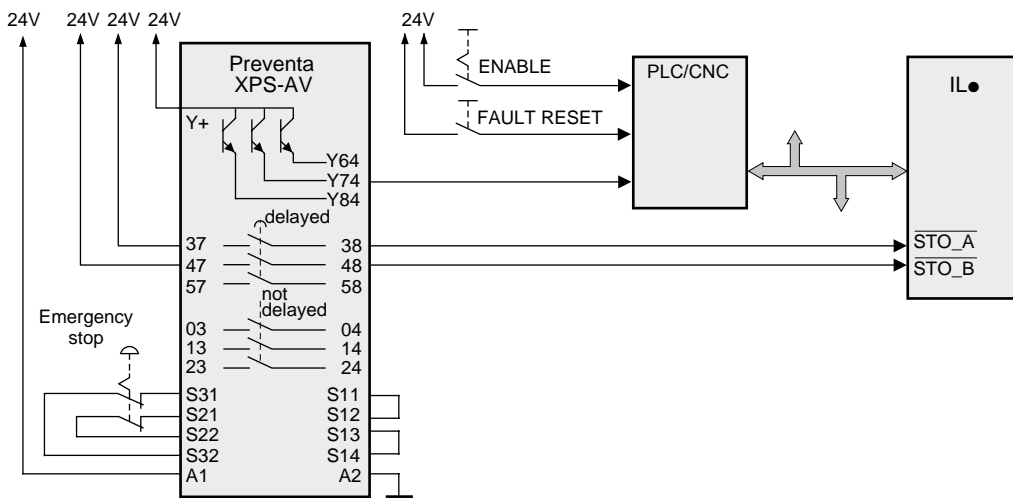 24V 24V 24V 24V 24V
Preventa
XPS-AV
ENABLE
PLC/CNC
IL●
Y+
FAULT RESET
Y64
Y74
Y84
delayed
37 38
47 48
57 58
STO_A
STO_B
not
delayed
Emergency
stop
03 04
13 14
23 24
S31 S11
S21 S12
S22 S13
S32 S14
A1 A2